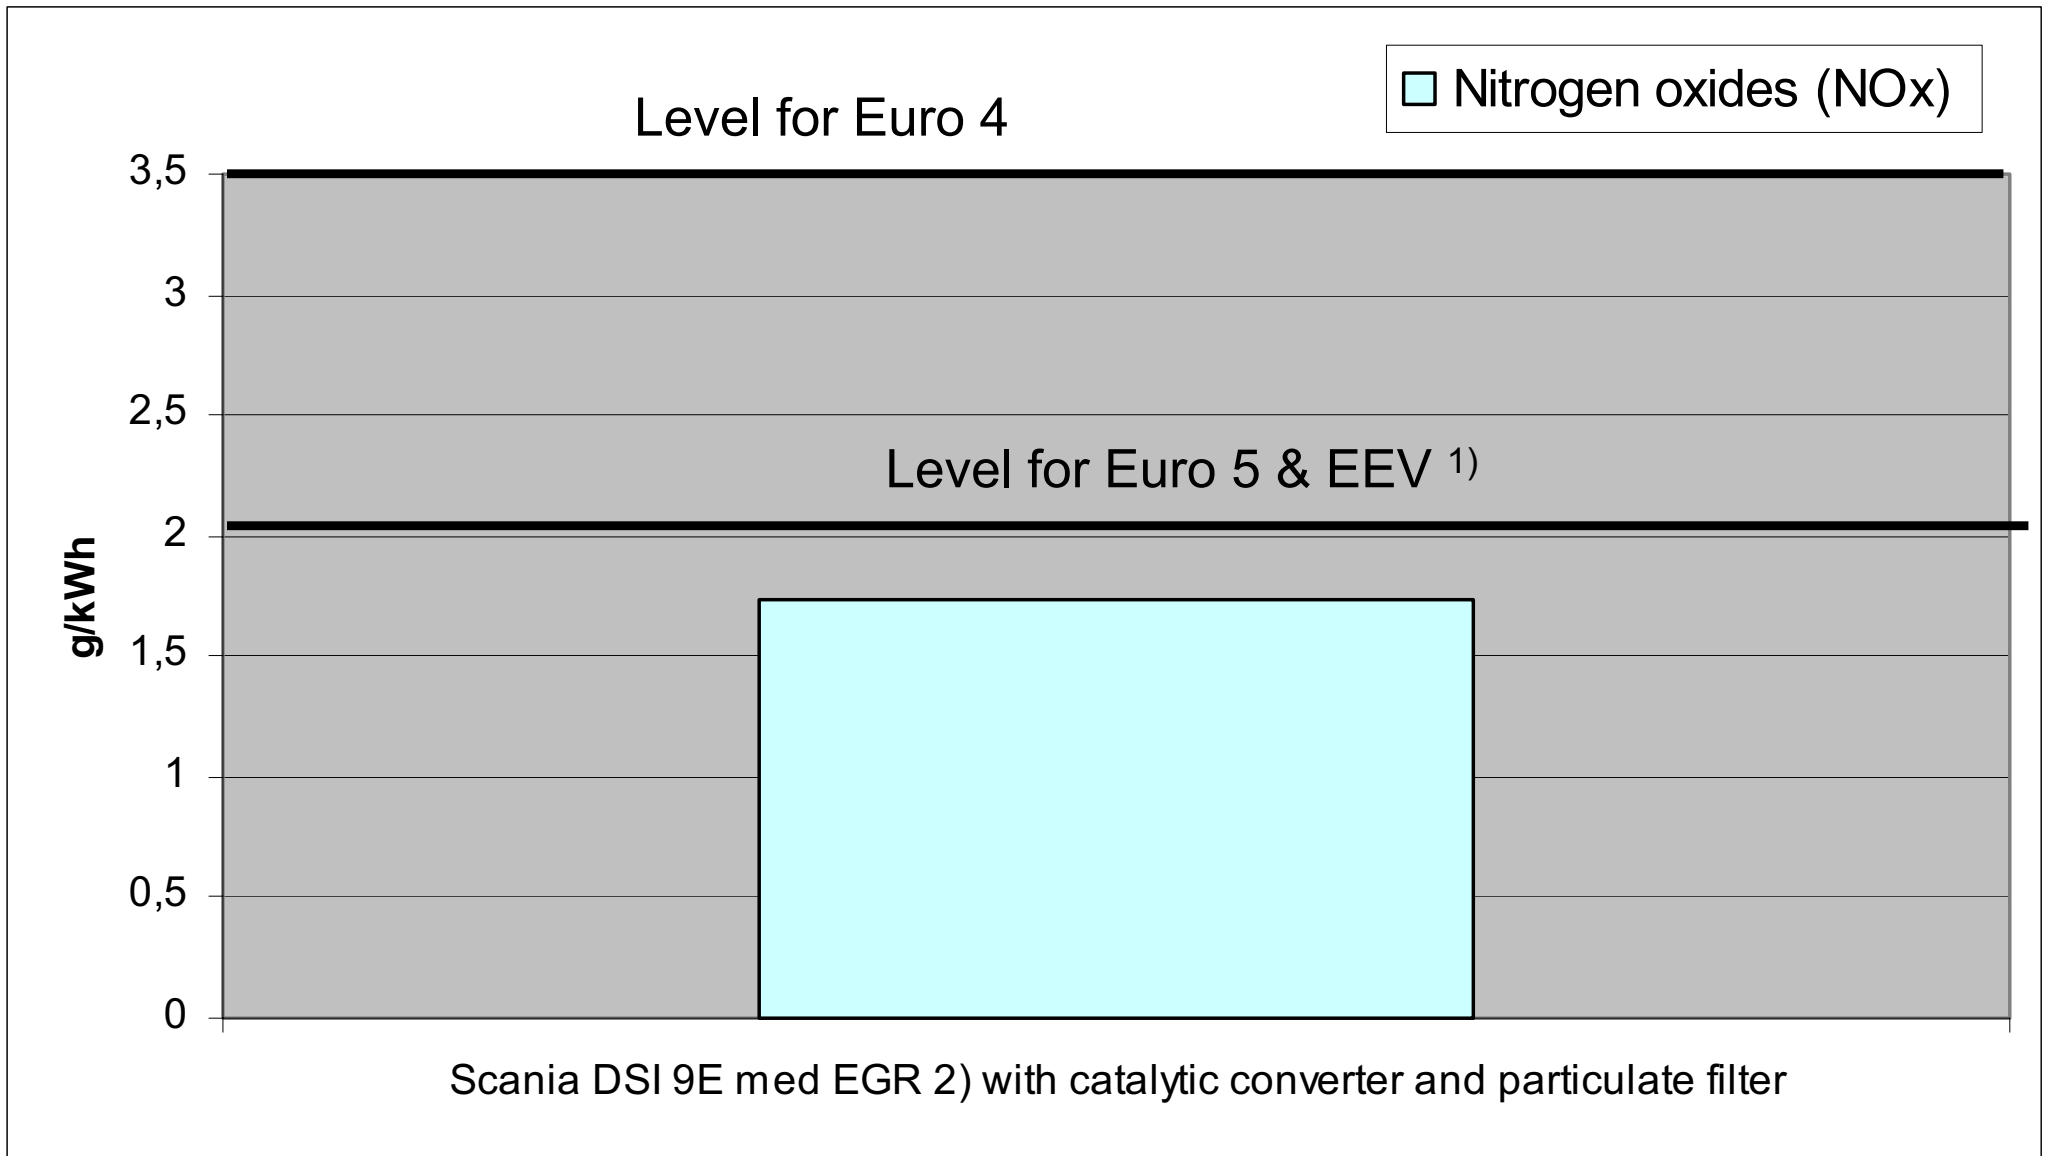 Nitrogen oxides (NOx)
Level for Euro 4
3,5
3
2,5
Level for Euro 5 & EEV 1)
2
g/kWh
1,5
1
0,5
0
Scania DSI 9E med EGR 2) with catalytic converter and particulate filter